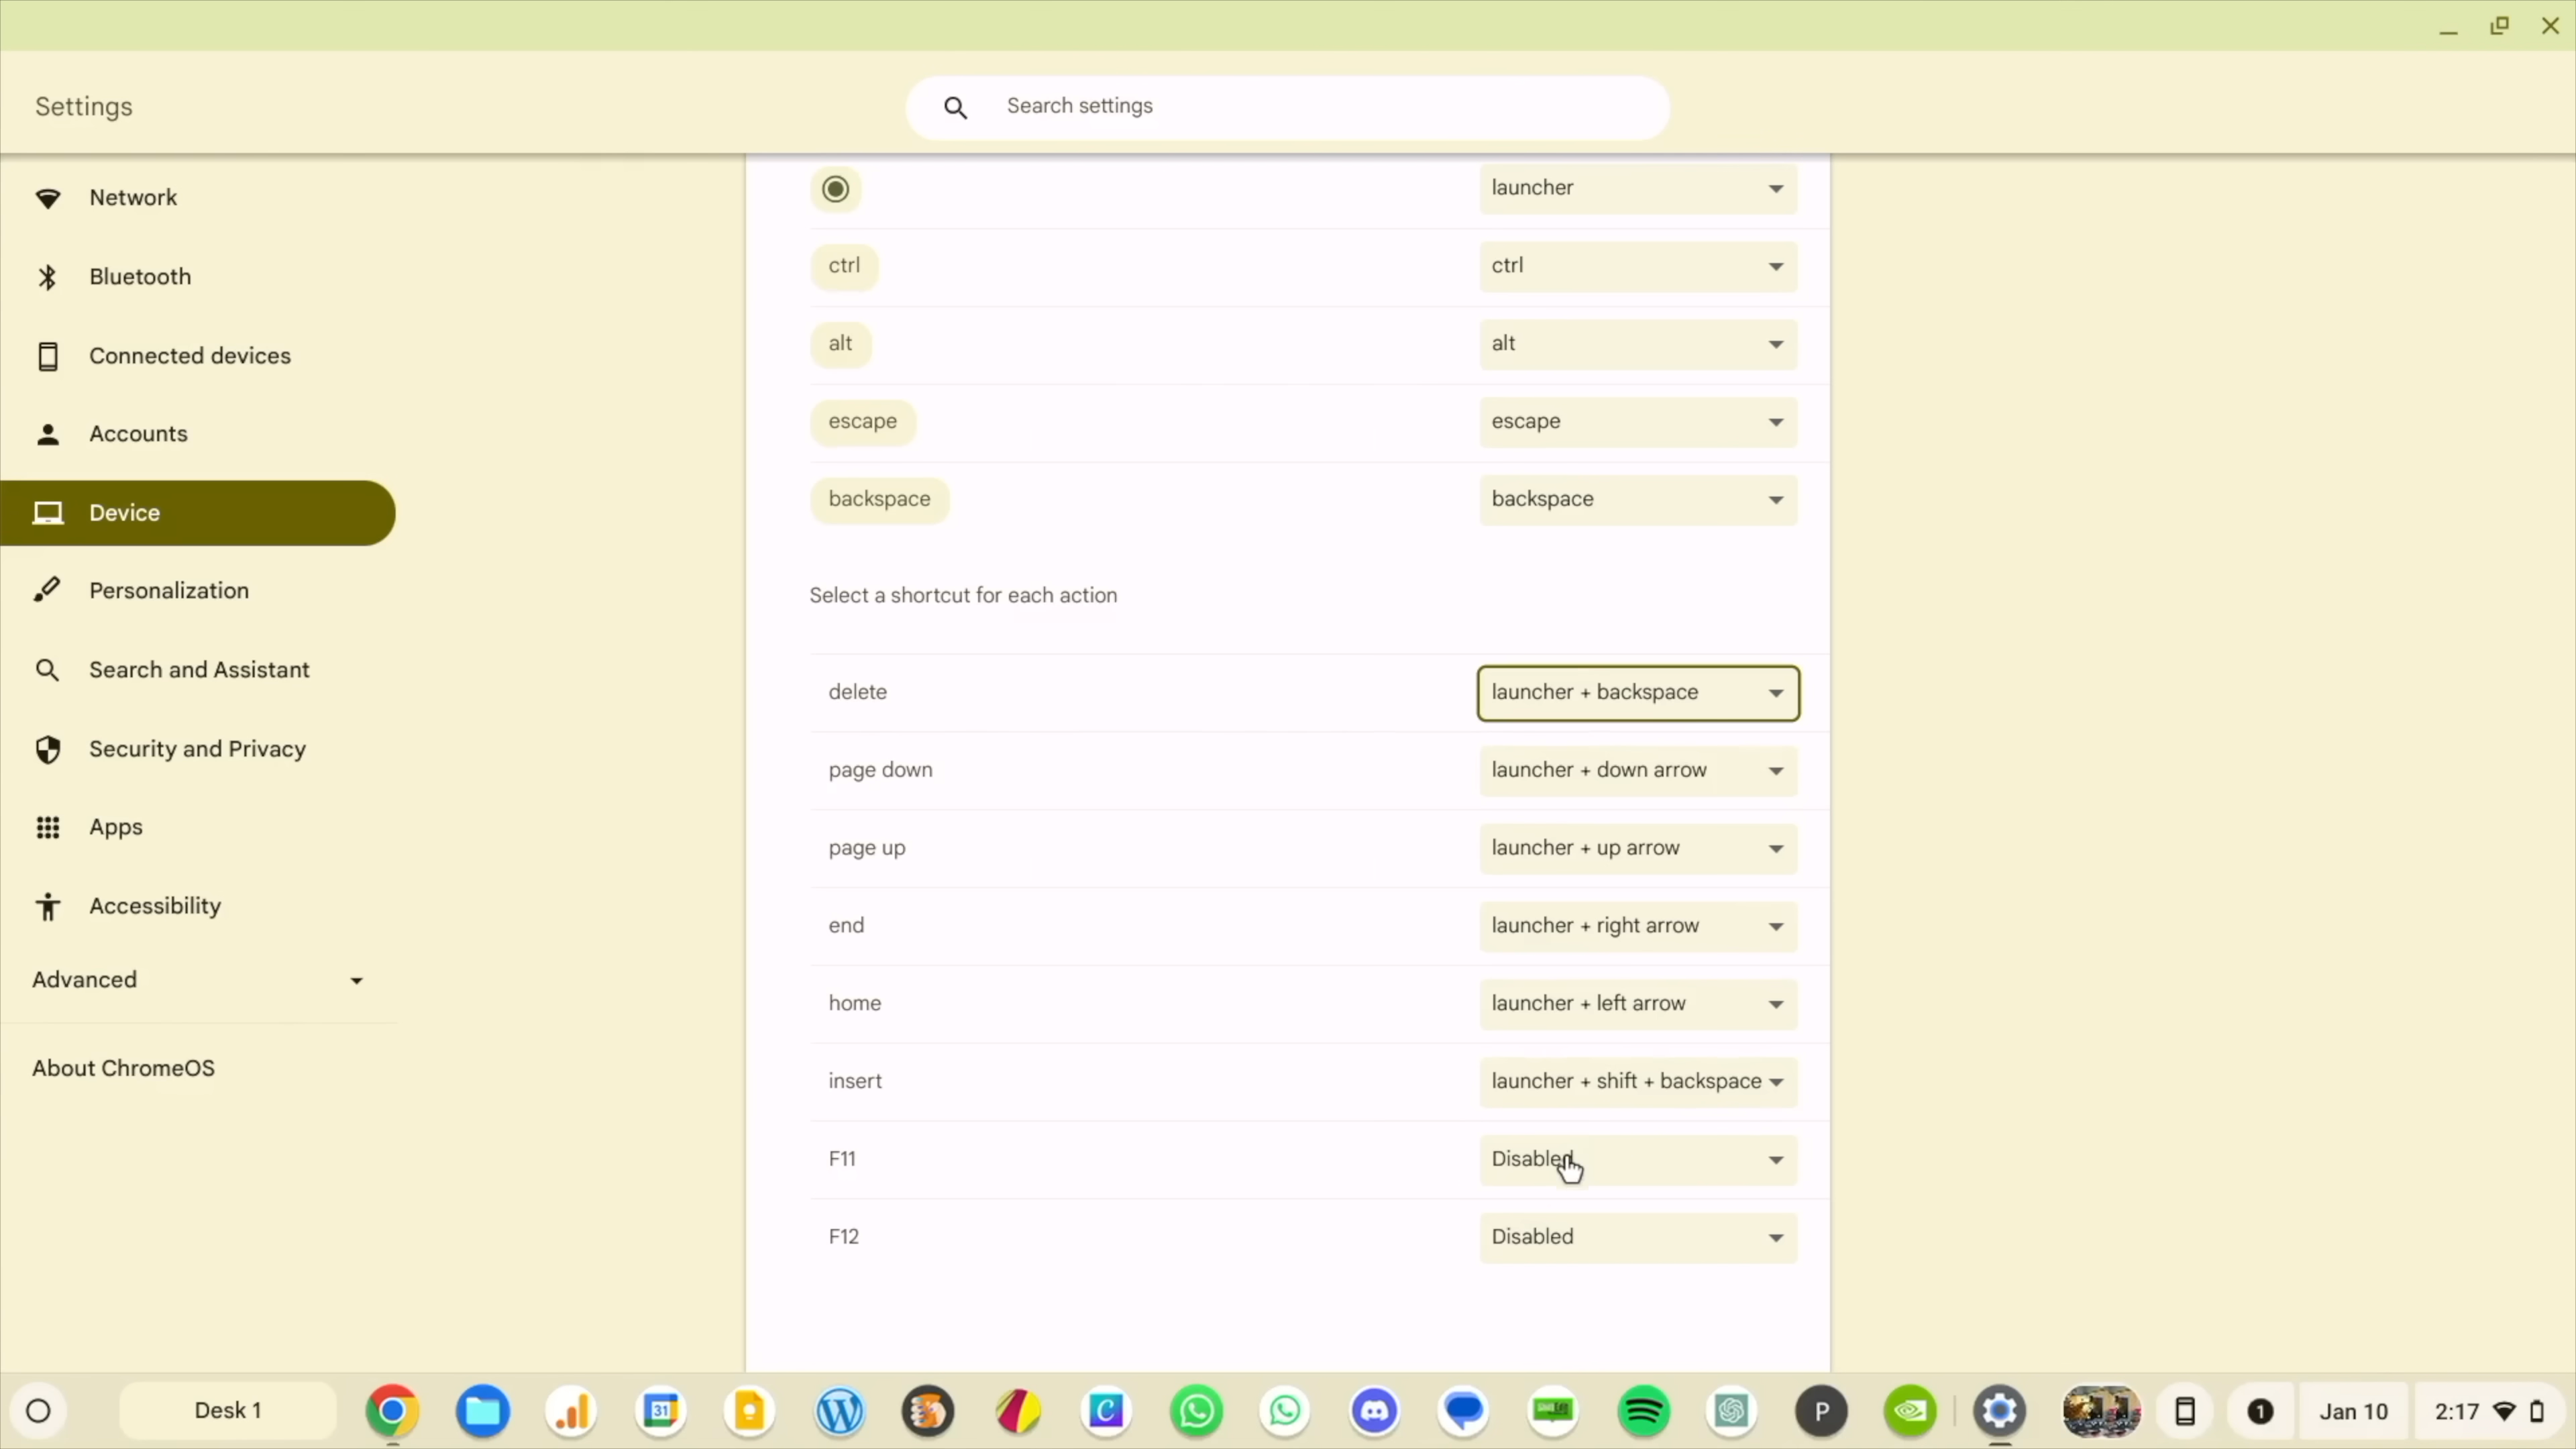 Settings
Search settings
Network
Bluetooth
Connected devices
Accounts
Device
Personalization
Search and Assistant
Security and Privacy
Apps
Accessibility
Advanced
About ChromeOS
launcher
ctrl ctrl
alt alt
escape escape
backspace backspace
Select a shortcut for each action
delete launcher + backspace
page down launcher + down arrow
page up launcher + up arrow
end launcher + right arrow
home launcher + left arrow
insert launcher + shift + backspace
F11 Disabled
F12 Disabled
Desk 1
31
C
P
1
Jan 10
2:17